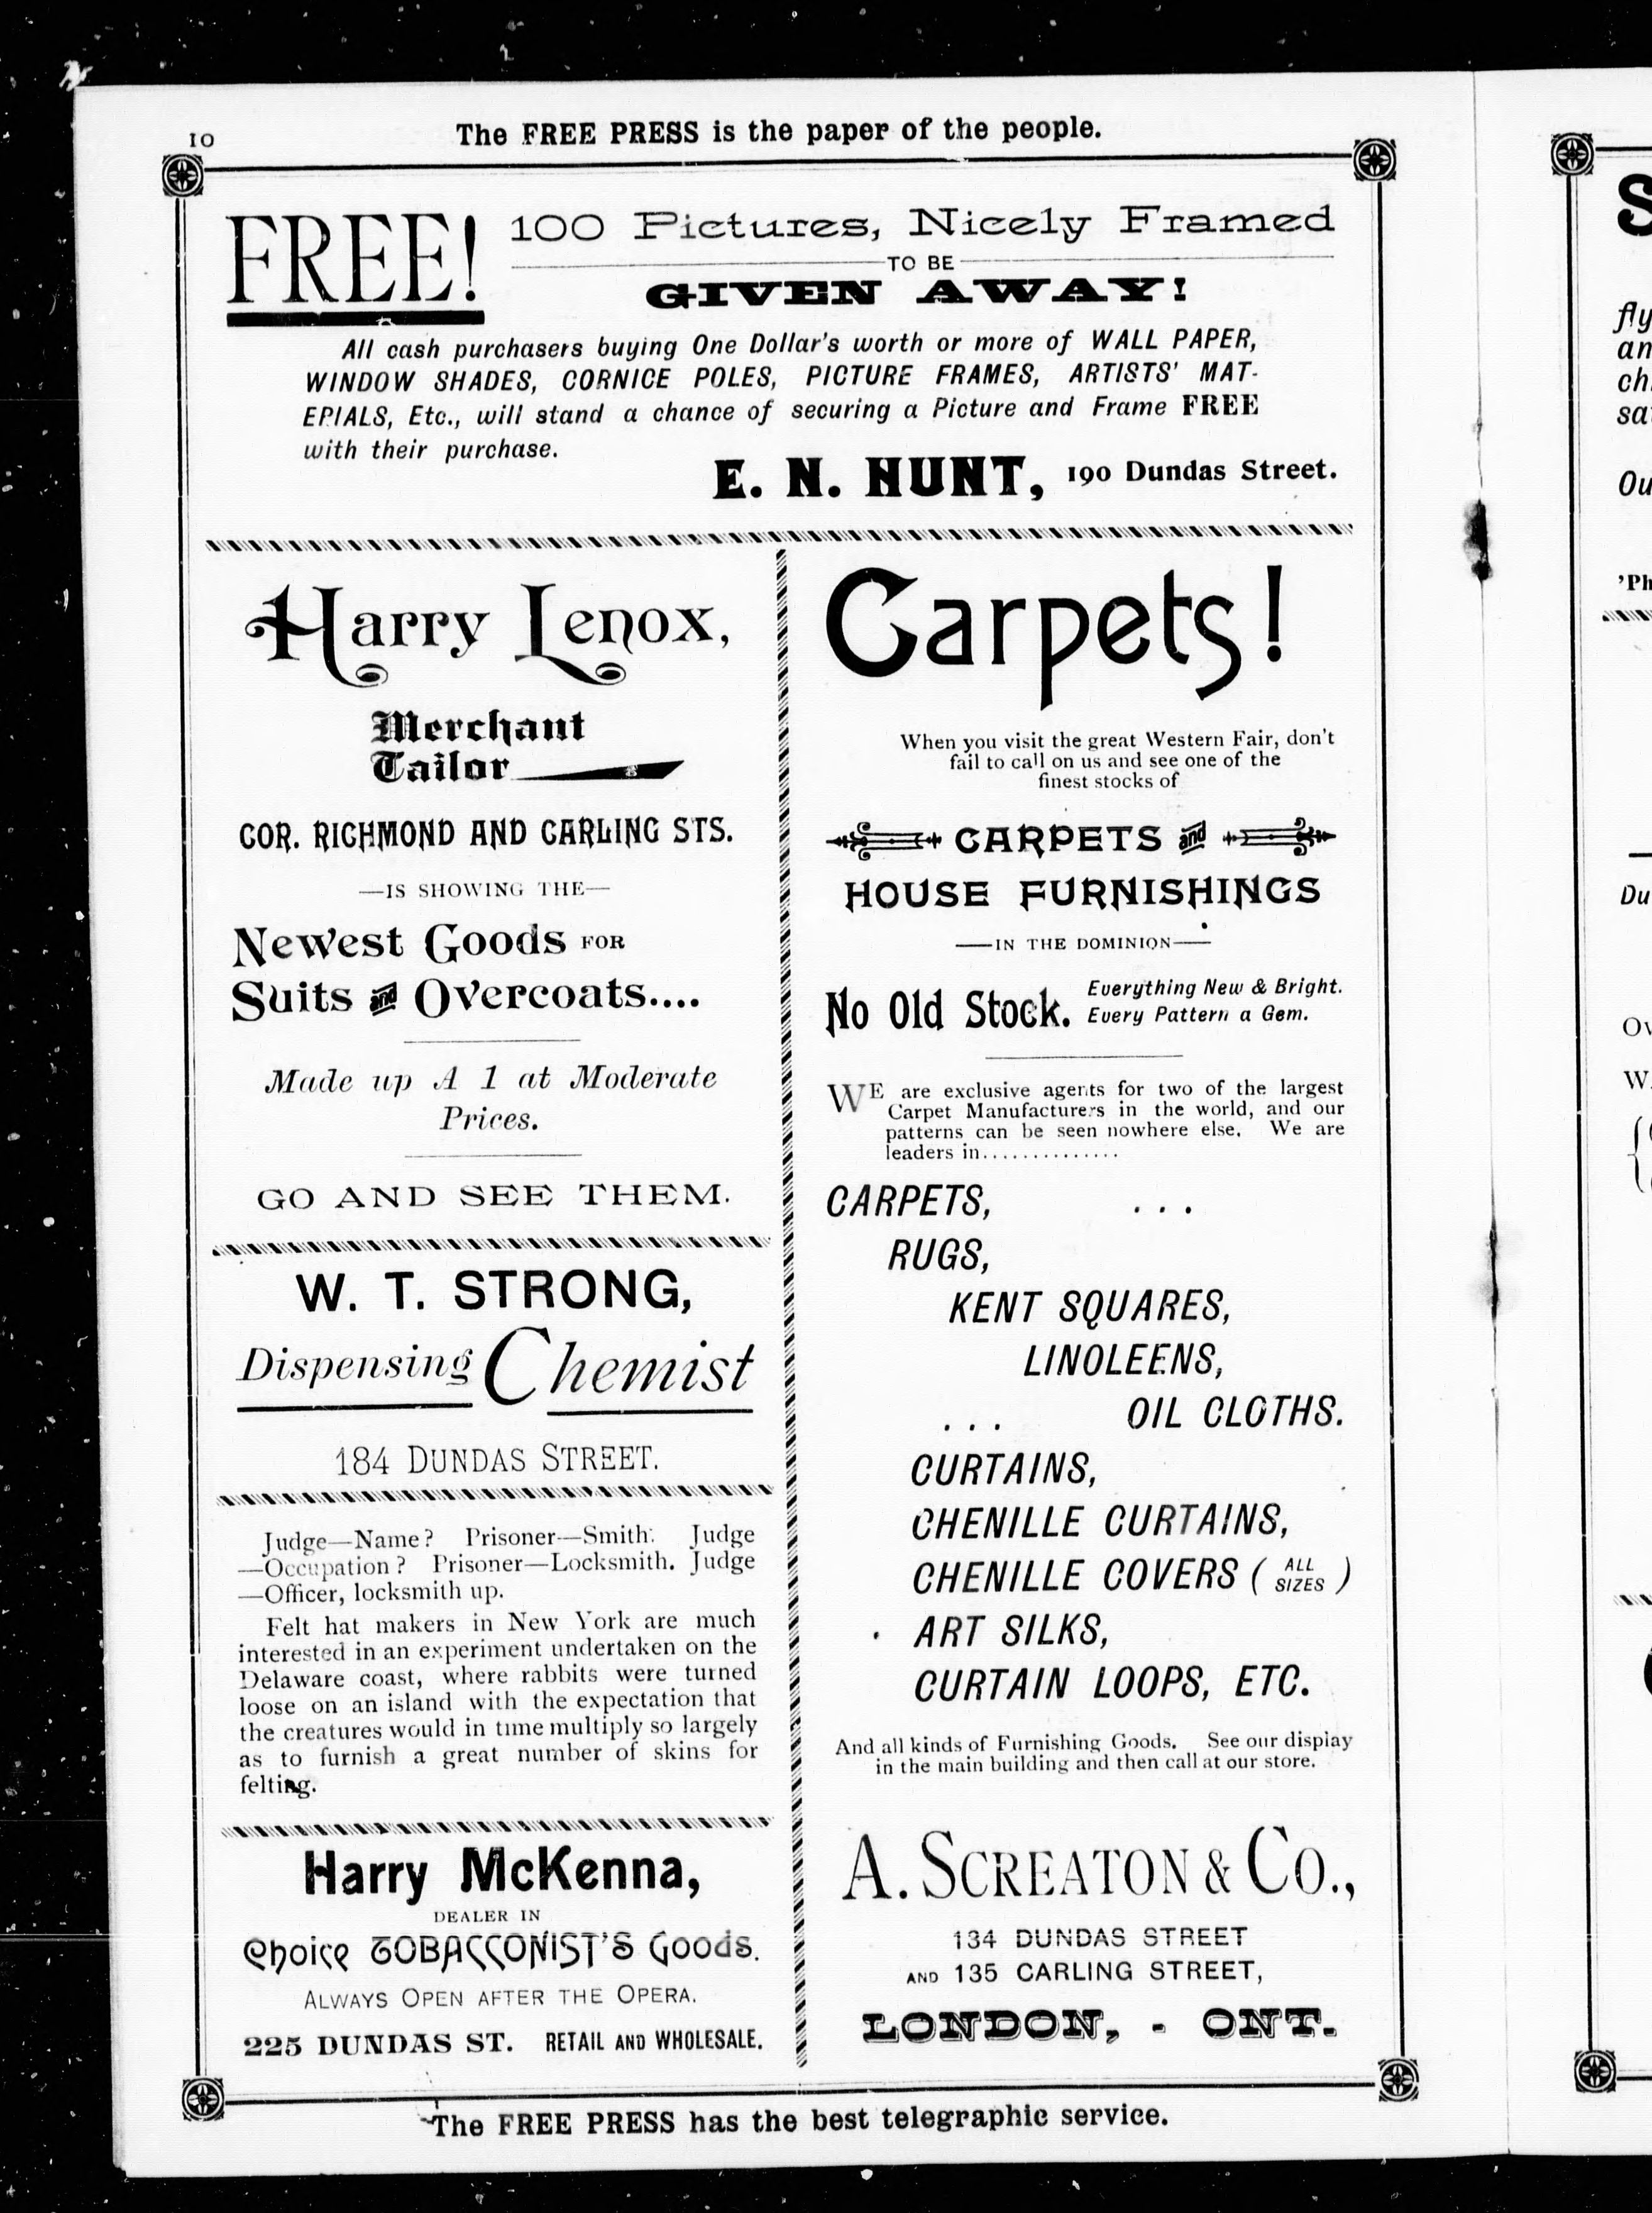 10
The FREE PRESS is the paper of the people.
FREE!
100 Pictures, Nicely Framed
TO BE
GIVEN AWAY!
All cash purchasers buying One Dollar's worth or more of WALL PAPER,
WINDOW SHADES, CORNICE POLES, PICTURE FRAMES, ARTISTS' MAT-
ERIALS, Etc., will stand a chance of securing a Picture and Frame FREE
with their purchase.
E. N. HUNT, 190 Dundas Street.
Harry Lenox,
Merchant
Tailor
COR. RICHMOND AND CARLING STS.
—IS SHOWING THE—
Newest Goods FOR
Suits and Overcoats....
Made up A 1 at Moderate
Prices.
GO AND SEE THEM.
W. T. STRONG,
Dispensing Chemist
184 DUNDAS STREET.
Judge—Name? Prisoner—Smith. Judge
—Occupation? Prisoner—Locksmith. Judge
—Officer, locksmith up.
Felt hat makers in New York are much
interested in an experiment undertaken on the
Delaware coast, where rabbits were turned
loose on an island with the expectation that
the creatures would in time multiply so largely
as to furnish a great number of skins for
felting.
Harry McKenna,
DEALER IN
Choice TOBACCONIST'S Goods.
ALWAYS OPEN AFTER THE OPERA.
225 DUNDAS ST. RETAIL AND WHOLESALE.
Carpets!
When you visit the great Western Fair, don't
fail to call on us and see one of the
finest stocks of
CARPETS and
HOUSE FURNISHINGS
—IN THE DOMINION—
No Old Stock. Everything New & Bright.
Every Pattern a Gem.
WE are exclusive agents for two of the largest
Carpet Manufacturers in the world, and our
patterns can be seen nowhere else. We are
leaders in..............
CARPETS, ...
RUGS,
KENT SQUARES,
LINOLEENS,
... OIL CLOTHS.
CURTAINS,
CHENILLE CURTAINS,
CHENILLE COVERS (ALL SIZES)
ART SILKS,
CURTAIN LOOPS, ETC.
And all kinds of Furnishing Goods. See our display
in the main building and then call at our store.
A. SCREATON & CO.,
134 DUNDAS STREET
AND 135 CARLING STREET,
LONDON, - ONT.
The FREE PRESS has the best telegraphic service.